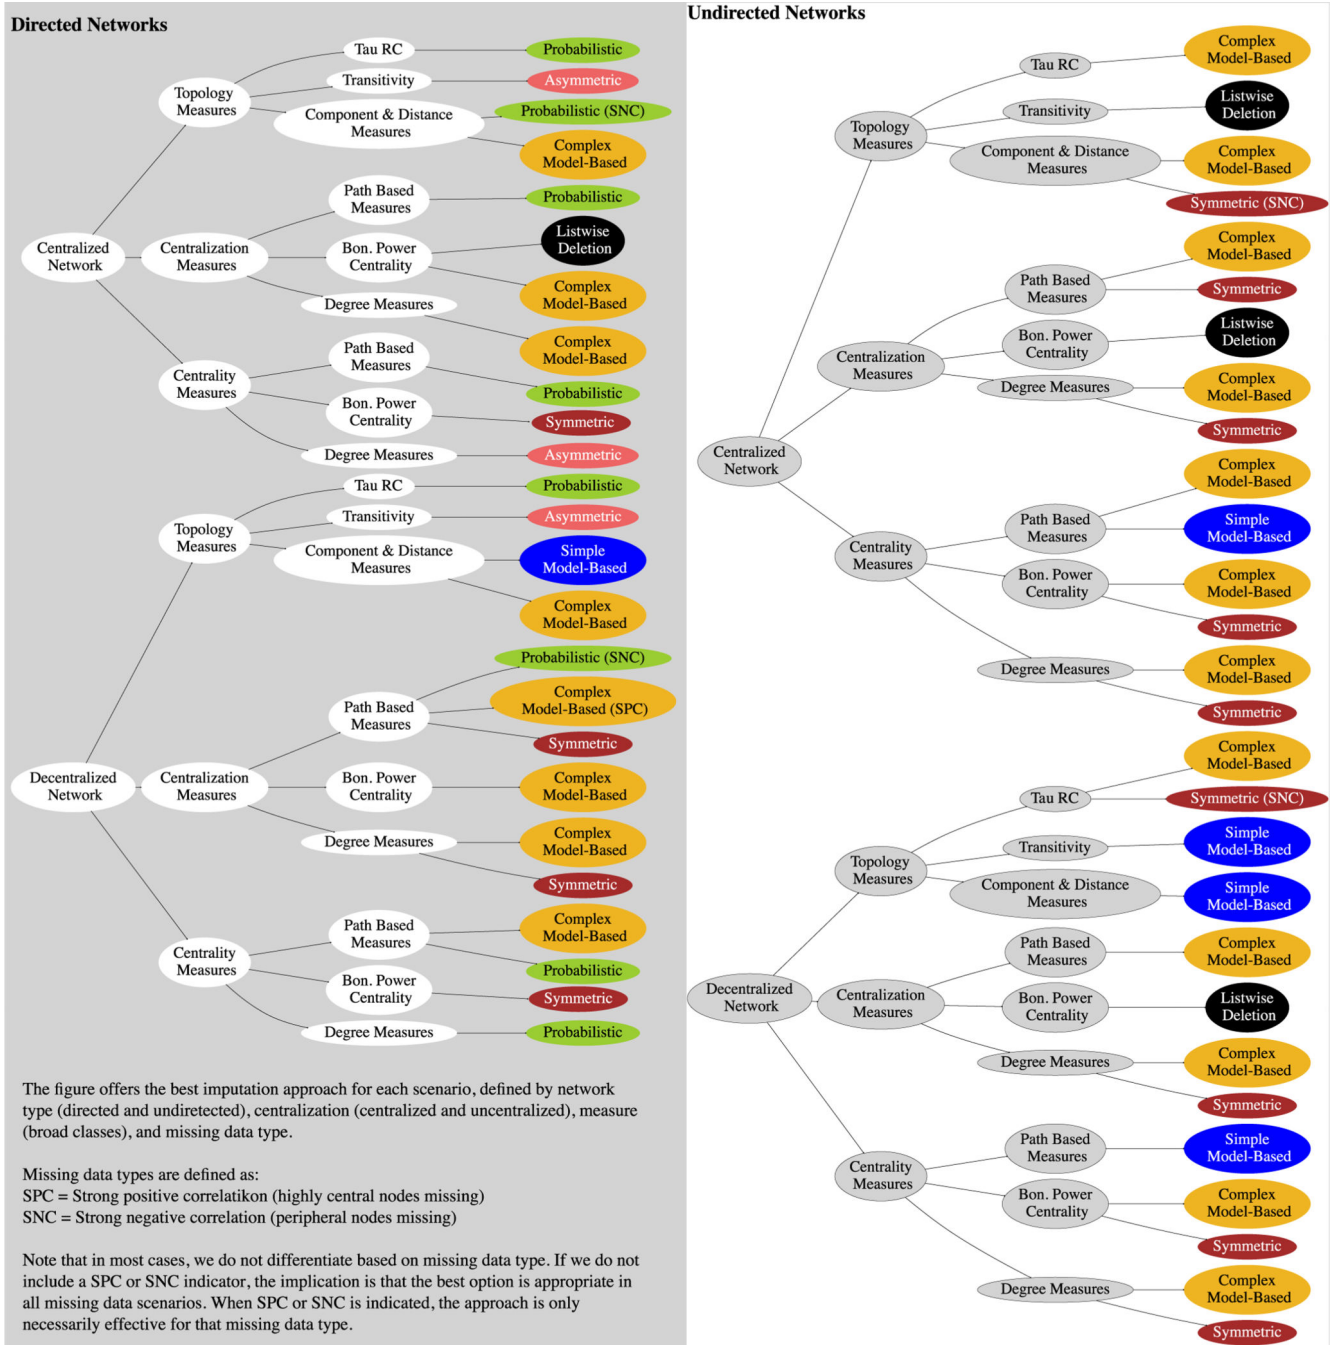 Directed Networks
Tau RC
Probabilistic
Transitivity
Asymmetric
Topology
Measures
Component & Distance
Measures
Probabilistic (SNC)
Complex
Model-Based
Path Based
Measures
Probabilistic
Centralized
Network
Centralization
Measures
Bon. Power
Centrality
Listwise
Deletion
Complex
Model-Based
Degree Measures
Complex
Model-Based
Centrality
Measures
Path Based
Measures
Probabilistic
Bon. Power
Centrality
Symmetric
Degree Measures
Asymmetric
Tau RC
Probabilistic
Transitivity
Asymmetric
Topology
Measures
Component & Distance
Measures
Simple
Model-Based
Complex
Model-Based
Probabilistic (SNC)
Path Based
Measures
Complex
Model-Based (SPC)
Symmetric
Decentralized
Network
Centralization
Measures
Bon. Power
Centrality
Complex
Model-Based
Degree Measures
Complex
Model-Based
Symmetric
Centrality
Measures
Path Based
Measures
Complex
Model-Based
Probabilistic
Bon. Power
Centrality
Symmetric
Degree Measures
Probabilistic
The figure offers the best imputation approach for each scenario, defined by network
type (directed and undiretected), centralization (centralized and uncentralized), measure
(broad classes), and missing data type.
Missing data types are defined as:
SPC = Strong positive correlatikon (highly central nodes missing)
SNC = Strong negative correlation (peripheral nodes missing)
Note that in most cases, we do not differentiate based on missing data type. If we do not
include a SPC or SNC indicator, the implication is that the best option is appropriate in
all missing data scenarios. When SPC or SNC is indicated, the approach is only
necessarily effective for that missing data type.
Undirected Networks
Tau RC
Complex
Model-Based
Topology
Measures
Transitivity
Listwise
Deletion
Component & Distance
Measures
Complex
Model-Based
Symmetric (SNC)
Path Based
Measures
Complex
Model-Based
Symmetric
Centralization
Measures
Bon. Power
Centrality
Listwise
Deletion
Degree Measures
Complex
Model-Based
Symmetric
Centralized
Network
Path Based
Measures
Complex
Model-Based
Simple
Model-Based
Centrality
Measures
Bon. Power
Centrality
Complex
Model-Based
Symmetric
Degree Measures
Complex
Model-Based
Symmetric
Tau RC
Complex
Model-Based
Symmetric (SNC)
Topology
Measures
Transitivity
Simple
Model-Based
Component & Distance
Measures
Simple
Model-Based
Path Based
Measures
Complex
Model-Based
Decentralized
Network
Centralization
Measures
Bon. Power
Centrality
Listwise
Deletion
Degree Measures
Complex
Model-Based
Symmetric
Centrality
Measures
Path Based
Measures
Simple
Model-Based
Bon. Power
Centrality
Complex
Model-Based
Symmetric
Degree Measures
Complex
Model-Based
Symmetric